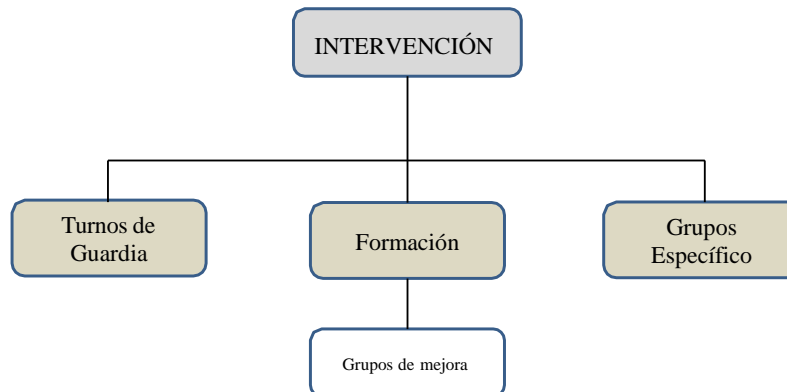 INTERVENCIÓN
Turnos de
Guardia
Formación
Grupos
Específico
Grupos de mejora